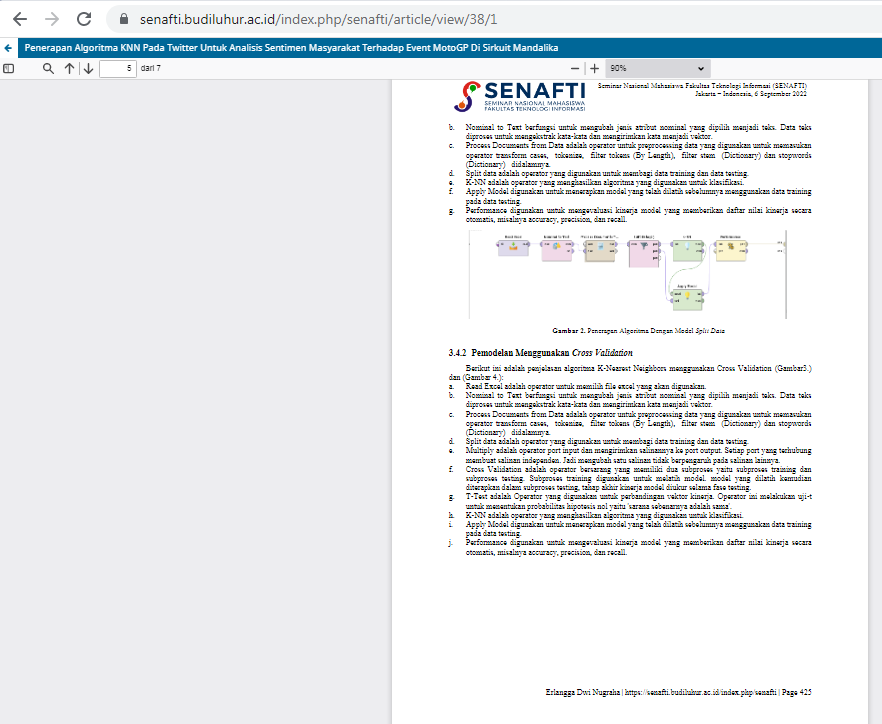 senafti.budiluhur.ac.id/index.php/senafti/article/view/38/1
Penerapan Algoritma KNN Pada Twitter Untuk Analisis Sentimen Masyarakat Terhadap Event MotoGP Di Sirkuit Mandalika
5 dari 7
90%
SENAFTI
SEMINAR NASIONAL MAHASISWA
FAKULTAS TEKNOLOGI INFORMASI
Seminar Nasional Mahasiswa Fakultas Teknologi Informasi (SENAFTI)
Jakarta – Indonesia, 6 September 2022
b. Nominal to Text berfungsi untuk mengubah jenis atribut nominal yang dipilih menjadi teks. Data teks
diproses untuk mengekstrak kata-kata dan mengirimkan kata menjadi vektor.
c. Process Documents from Data adalah operator untuk preprocessing data yang digunakan untuk memasukan
operator transform cases, tokenize, filter tokens (By Length), filter stem (Dictionary) dan stopwords
(Dictionary) didalamnya.
d. Split data adalah operator yang digunakan untuk membagi data training dan data testing.
e. K-NN adalah operator yang menghasilkan algoritma yang digunakan untuk klasifikasi.
f. Apply Model digunakan untuk menerapkan model yang telah dilatih sebelumnya menggunakan data training
pada data testing.
g. Performance digunakan untuk mengevaluasi kinerja model yang memberikan daftar nilai kinerja secara
otomatis, misalnya accuracy, precision, dan recall.
Gambar 2. Penerapan Algoritma Dengan Model Split Data
3.4.2 Pemodelan Menggunakan Cross Validation
Berikut ini adalah penjelasan algoritma K-Nearest Neighbors menggunakan Cross Validation (Gambar3.)
dan (Gambar 4.):
a. Read Excel adalah operator untuk memilih file excel yang akan digunakan.
b. Nominal to Text berfungsi untuk mengubah jenis atribut nominal yang dipilih menjadi teks. Data teks
diproses untuk mengekstrak kata-kata dan mengirimkan kata menjadi vektor.
c. Process Documents from Data adalah operator untuk preprocessing data yang digunakan untuk memasukan
operator transform cases, tokenize, filter tokens (By Length), filter stem (Dictionary) dan stopwords
(Dictionary) didalamnya.
d. Split data adalah operator yang digunakan untuk membagi data training dan data testing.
e. Multiply adalah operator port input dan mengirimkan salinannya ke port output. Setiap port yang terhubung
membuat salinan independen. Jadi mengubah satu salinan tidak berpengaruh pada salinan lainnya.
f. Cross Validation adalah operator bersarang yang memiliki dua subproses yaitu subproses training dan
subproses testing. Subproses training digunakan untuk melatih model. model yang dilatih kemudian
diterapkan dalam subproses testing, tahap akhir kinerja model diukur selama fase testing.
g. T-Test adalah Operator yang digunakan untuk perbandingan vektor kinerja. Operator ini melakukan uji-t
untuk menentukan probabilitas hipotesis nol yaitu 'sarana sebenarnya adalah sama'.
h. K-NN adalah operator yang menghasilkan algoritma yang digunakan untuk klasifikasi.
i. Apply Model digunakan untuk menerapkan model yang telah dilatih sebelumnya menggunakan data training
pada data testing.
j. Performance digunakan untuk mengevaluasi kinerja model yang memberikan daftar nilai kinerja secara
otomatis, misalnya accuracy, precision, dan recall.
Erlangga Dwi Nugraha | https://senafti.budiluhur.ac.id/index.php/senafti | Page 425